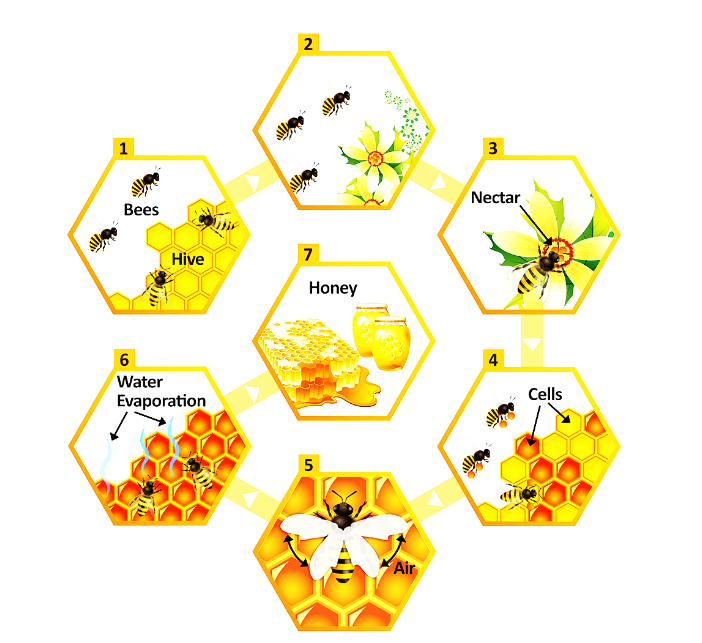 1
Bees
Hive
2
3
Nectar
4
Cells
5
Air
6
Water
Evaporation
7
Honey